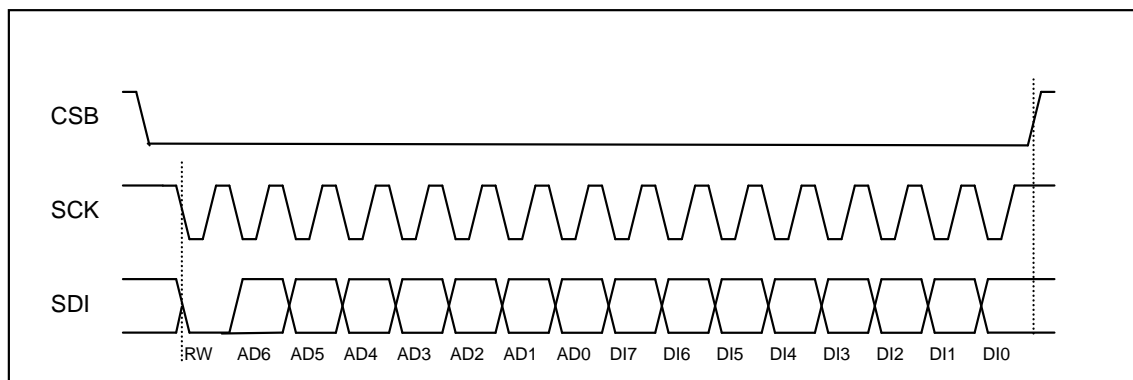 CSB
SCK
SDI
RW AD6 AD5 AD4 AD3 AD2 AD1 AD0 DI7 DI6 DI5 DI4 DI3 DI2 DI1 DI0